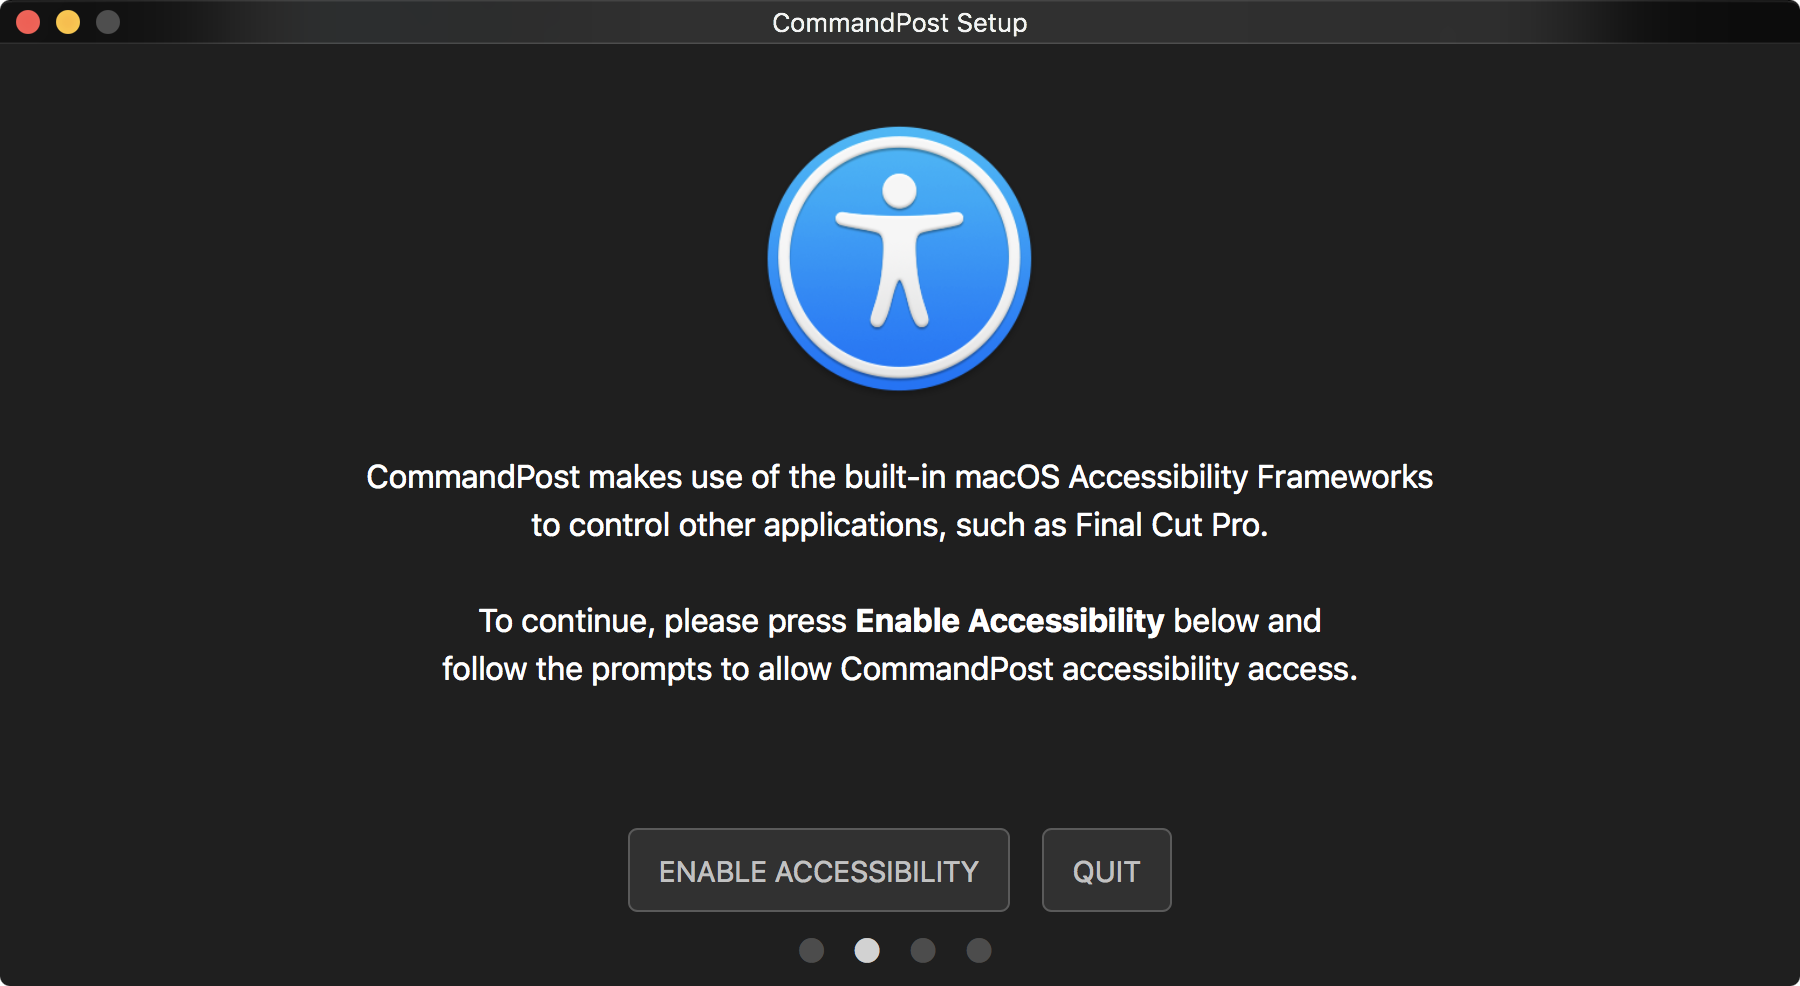 CommandPost Setup
CommandPost makes use of the built-in macOS Accessibility Frameworks
to control other applications, such as Final Cut Pro.
To continue, please press Enable Accessibility below and
follow the prompts to allow CommandPost accessibility access.
ENABLE ACCESSIBILITY
QUIT